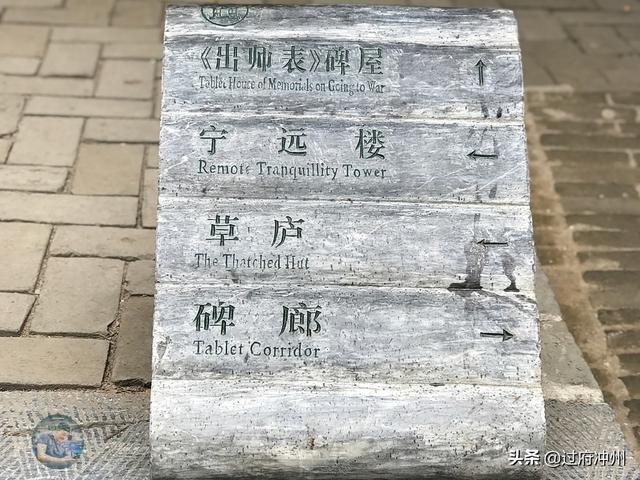 《出师表》碑屋
Tablet House of Memorials on Going to War
宁远楼
Remote Tranquillity Tower
草庐
The Thatched Hut
碑廊
Tablet Corridor
头条 @过府冲州